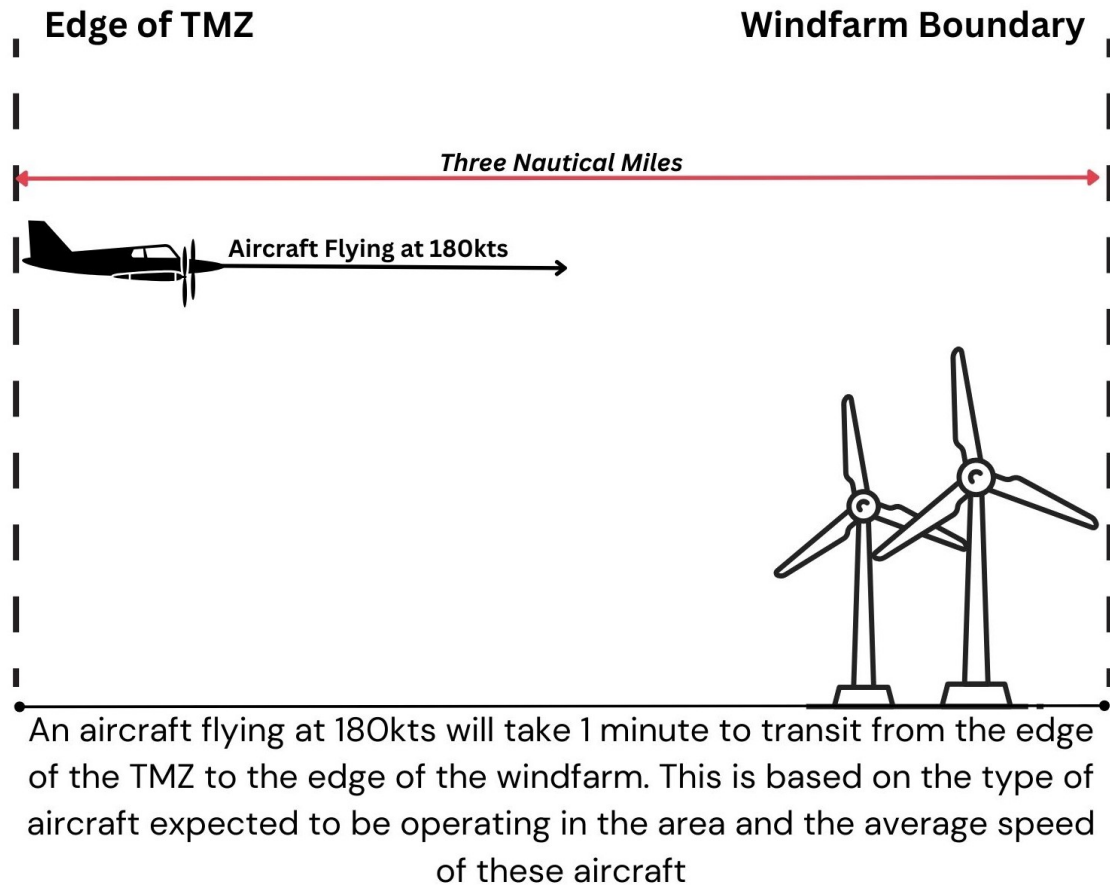 Edge of TMZ
Windfarm Boundary
Three Nautical Miles
Aircraft Flying at 180kts
An aircraft flying at 180kts will take 1 minute to transit from the edge
of the TMZ to the edge of the windfarm. This is based on the type of
aircraft expected to be operating in the area and the average speed
of these aircraft